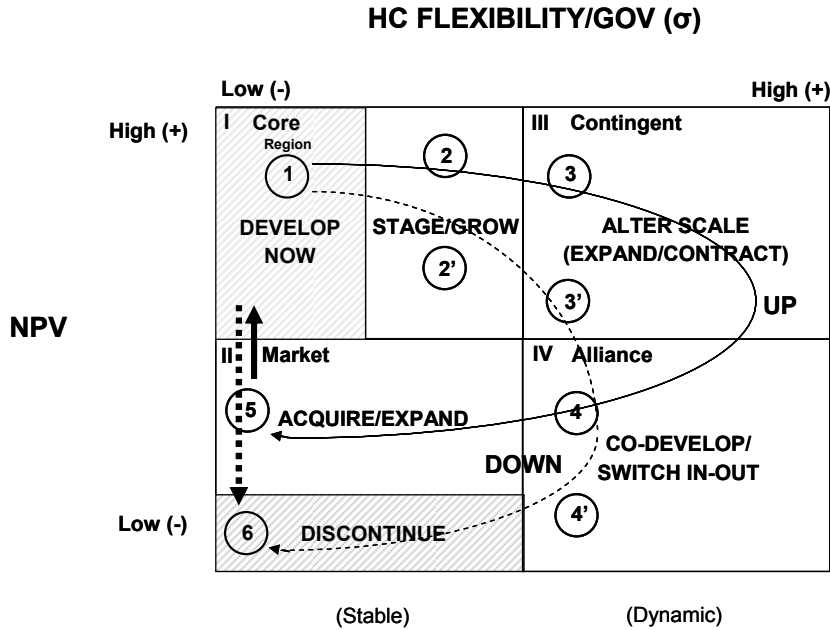 HC FLEXIBILITY/GOV (σ)
Low (-)
High (+)
High (+)
I Core
III Contingent
Region
1
2
3
DEVELOP
NOW
STAGE/GROW
ALTER SCALE
(EXPAND/CONTRACT)
2’
3’
UP
NPV
II Market
IV Alliance
5
ACQUIRE/EXPAND
4
CO-DEVELOP/
SWITCH IN-OUT
DOWN
Low (-)
6
DISCONTINUE
4’
(Stable)
(Dynamic)